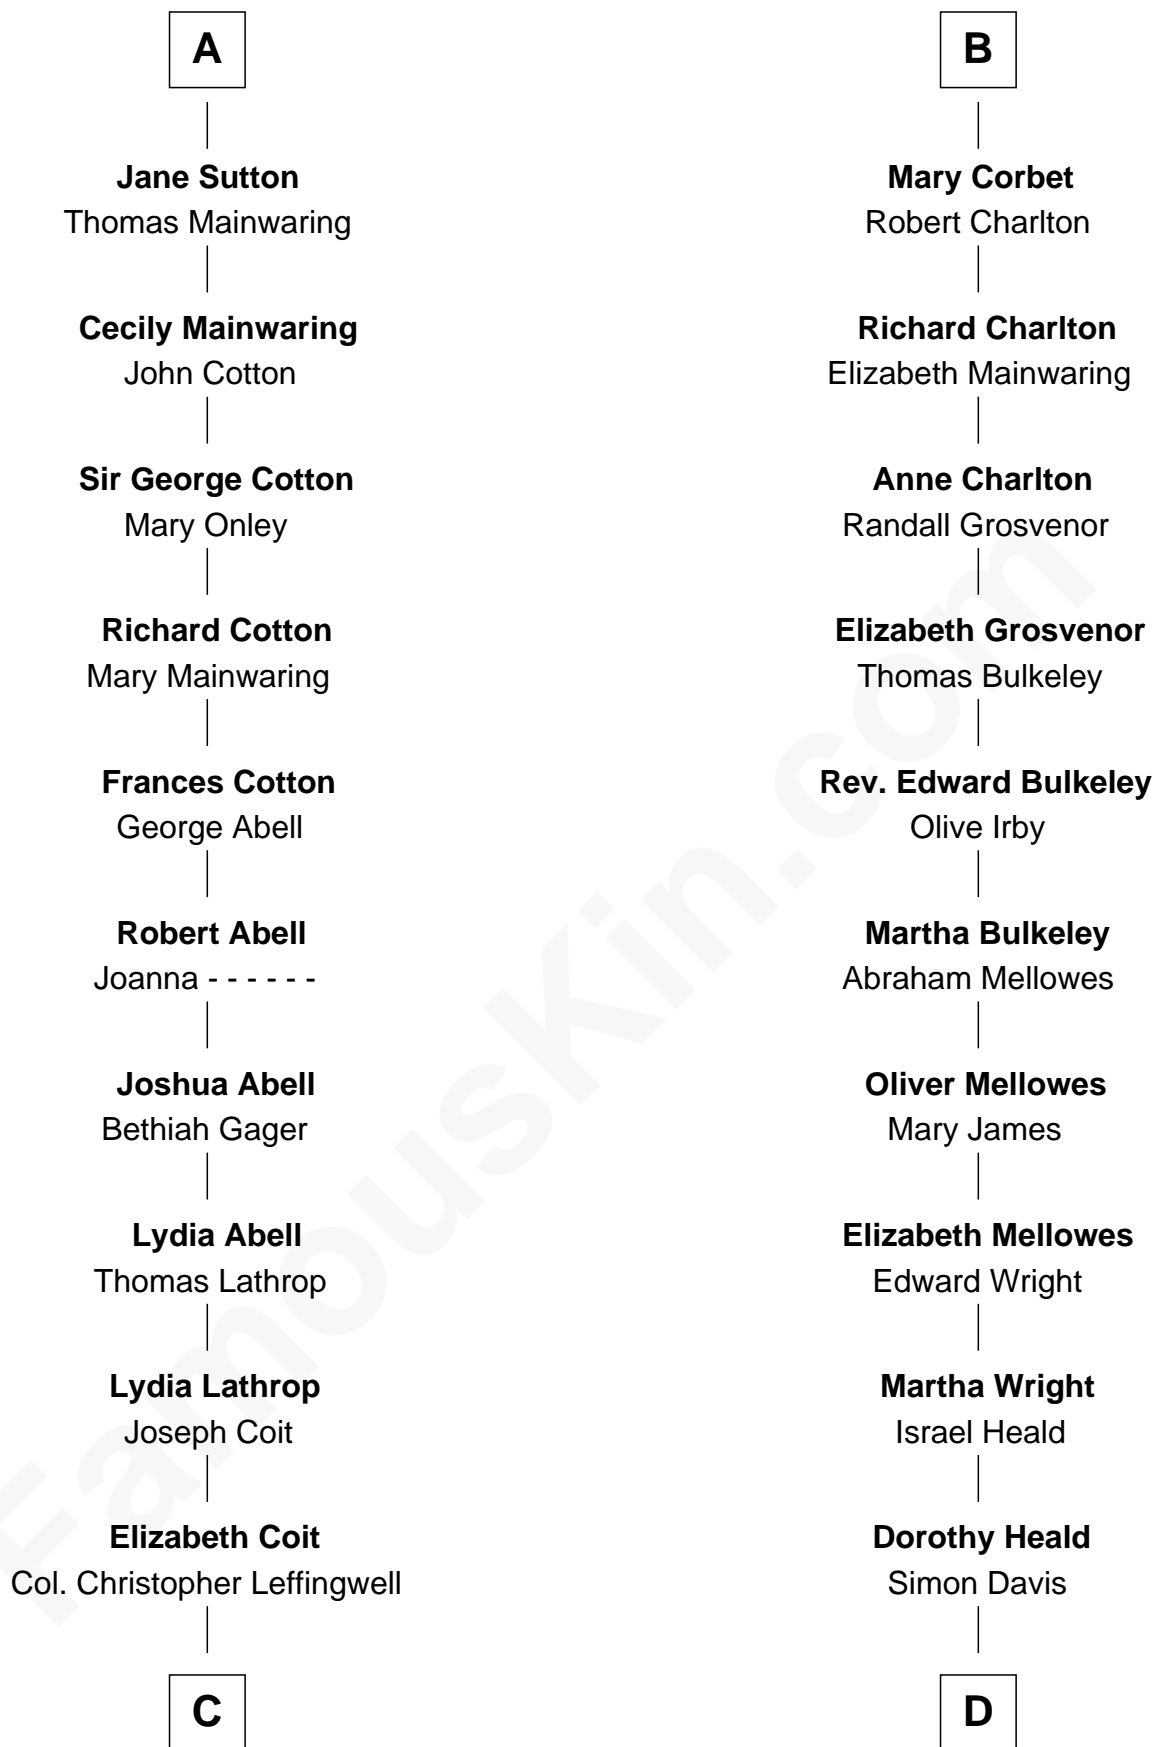 A
Jane Sutton
Thomas Mainwaring
Cecily Mainwaring
John Cotton
Sir George Cotton
Mary Onley
Richard Cotton
Mary Mainwaring
Frances Cotton
George Abell
Robert Abell
Joanna - - - - - -
Joshua Abell
Bethiah Gager
Lydia Abell
Thomas Lathrop
Lydia Lathrop
Joseph Coit
Elizabeth Coit
Col. Christopher Leffingwell
C
B
Mary Corbet
Robert Charlton
Richard Charlton
Elizabeth Mainwaring
Anne Charlton
Randall Grosvenor
Elizabeth Grosvenor
Thomas Bulkeley
Rev. Edward Bulkeley
Olive Irby
Martha Bulkeley
Abraham Mellowes
Oliver Mellowes
Mary James
Elizabeth Mellowes
Edward Wright
Martha Wright
Israel Heald
Dorothy Heald
Simon Davis
D
FamousKin.com